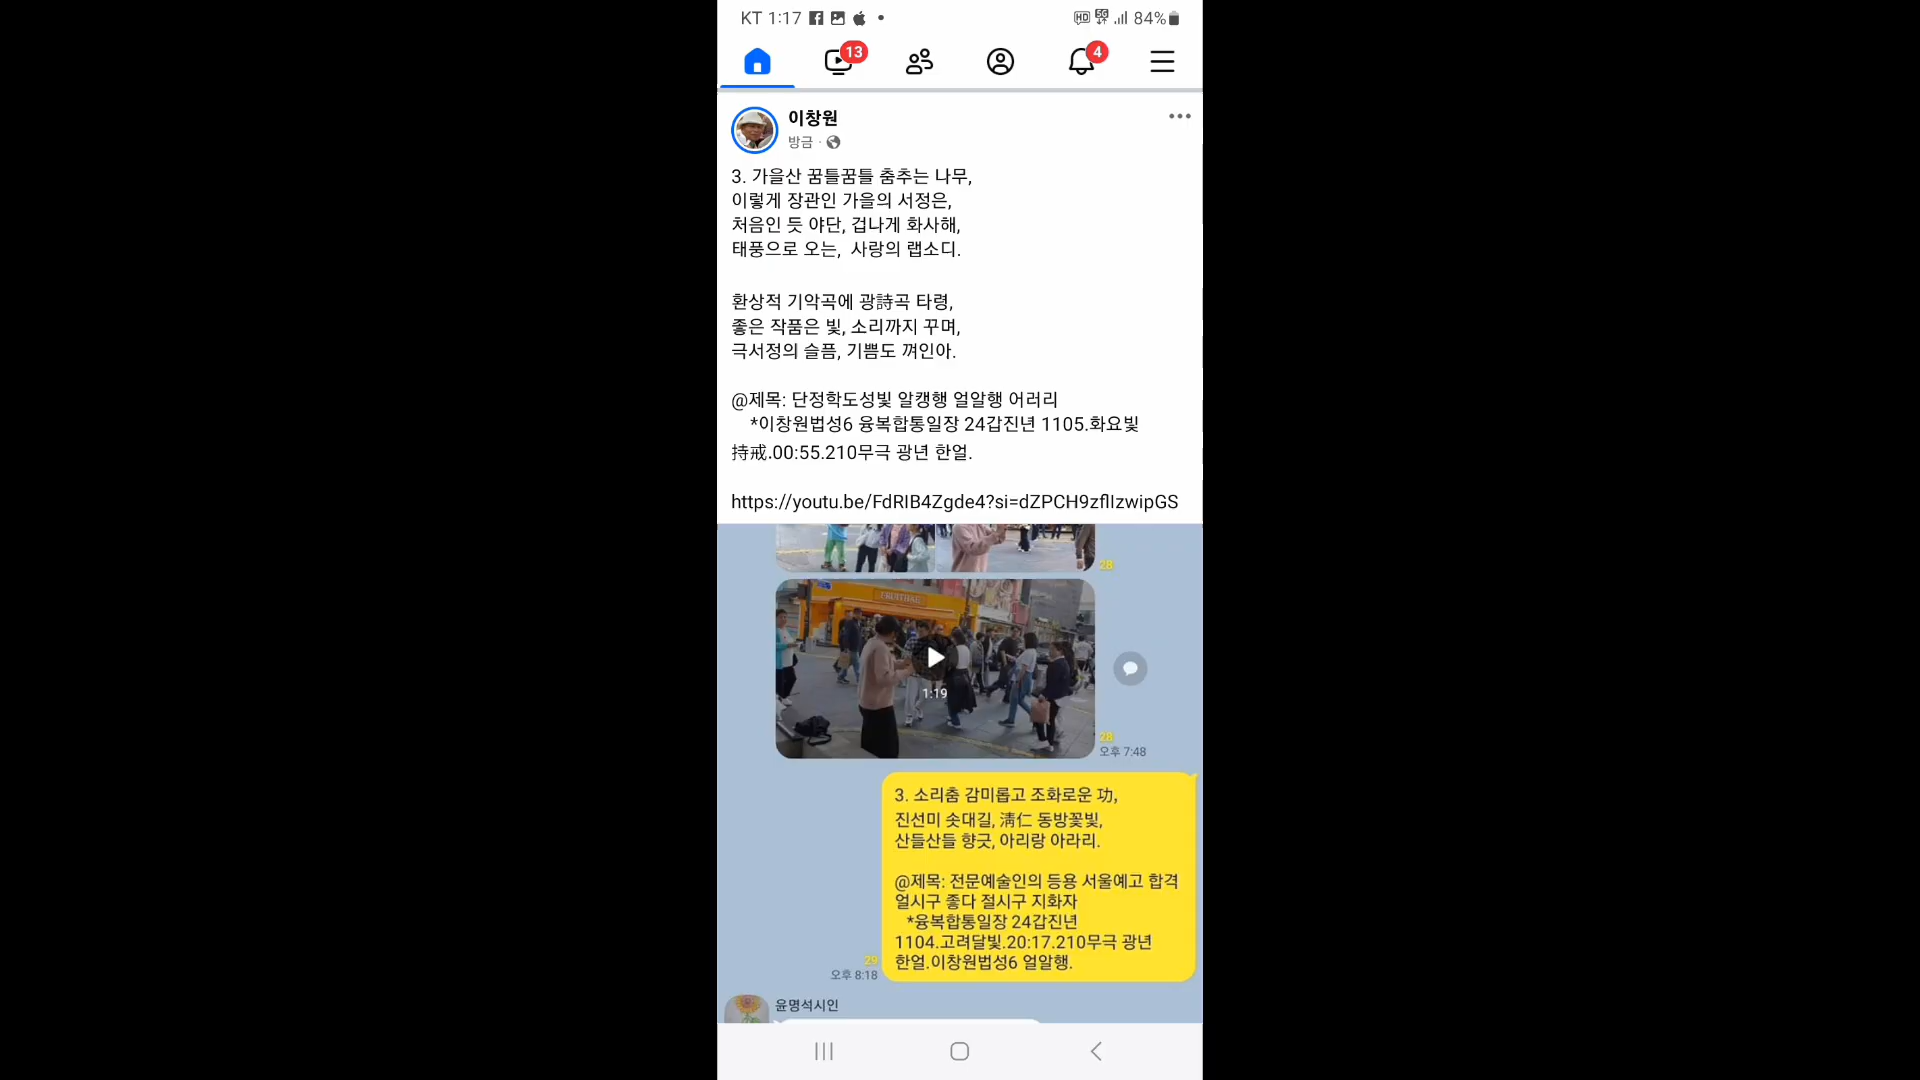 KT 1:17
HD 5G 84%
13
4
이창원
방금 ·
3. 가을산 꿈틀꿈틀 춤추는 나무,
이렇게 장관인 가을의 서정은,
처음인 듯 야단, 겁나게 화사해,
태풍으로 오는, 사랑의 랩소디.
환상적 기악곡에 광詩곡 타령,
좋은 작품은 빛, 소리까지 꾸며,
극서정의 슬픔, 기쁨도 껴인아.
@제목: 단정학도성빛 알캥행 얼알행 어러리
*이창원법성6 융복합통일장 24갑진년 1105.화요빛
持戒.00:55.210무극 광년 한얼.
https://youtu.be/FdRIB4Zgde4?si=dZPCH9zflIzwipGS
28
FRUITHAE
1:19
28
오후 7:48
3. 소리춤 감미롭고 조화로운 功,
진선미 솟대길, 淸仁 동방꽃빛,
산들산들 향긋, 아리랑 아라리.
@제목: 전문예술인의 등용 서울예고 합격
얼시구 좋다 절시구 지화자
*융복합통일장 24갑진년
1104.고려달빛.20:17.210무극 광년
한얼.이창원법성6 얼알행.
29
오후 8:18
윤명석시인